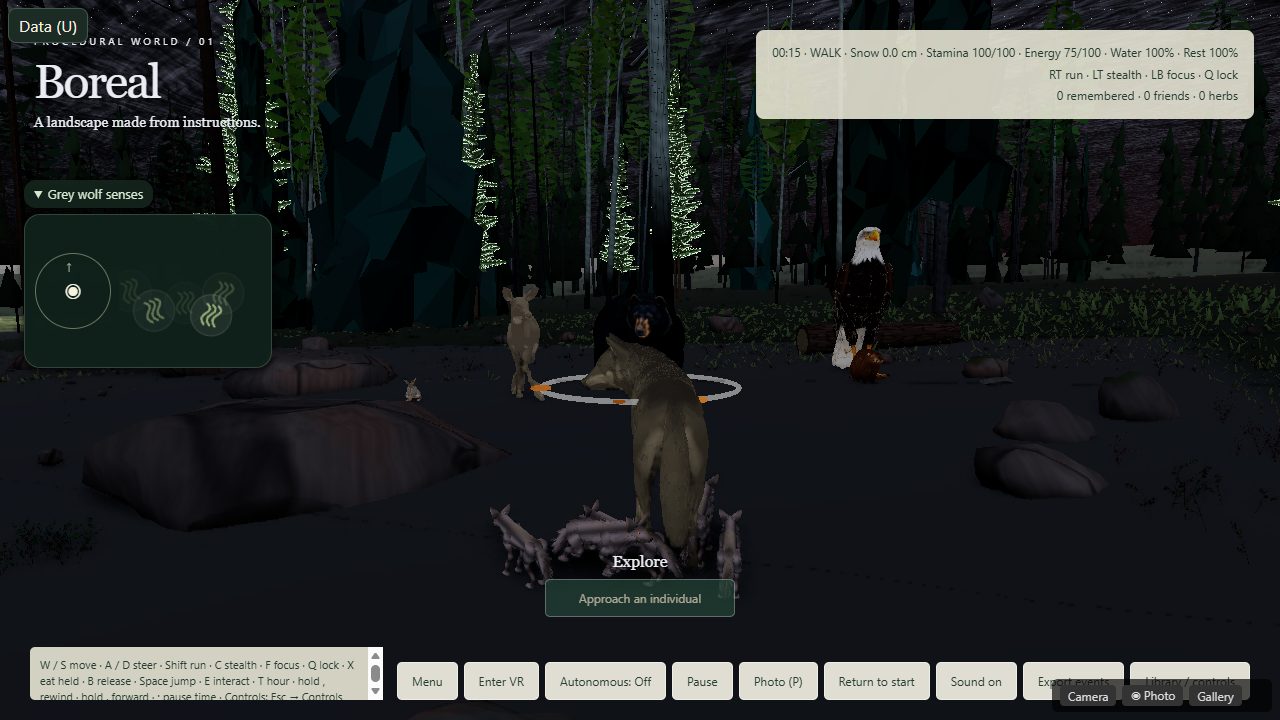 Data (U)
PROCEDURAL WORLD / 01
Boreal
A landscape made from instructions.
00:15 · WALK · Snow 0.0 cm · Stamina 100/100 · Energy 75/100 · Water 100% · Rest 100%
RT run · LT stealth · LB focus · Q lock
0 remembered · 0 friends · 0 herbs
▼ Grey wolf senses
↑
Explore
Approach an individual
W / S move · A / D steer · Shift run · C stealth · F focus · Q lock · X
eat held · B release · Space jump · E interact · T hour · hold ,
rewind · hold . forward · ; pause time · Controls: Esc → Controls
Menu
Enter VR
Autonomous: Off
Pause
Photo (P)
Return to start
Sound on
Export events
Library / controls
Camera
◉ Photo
Gallery